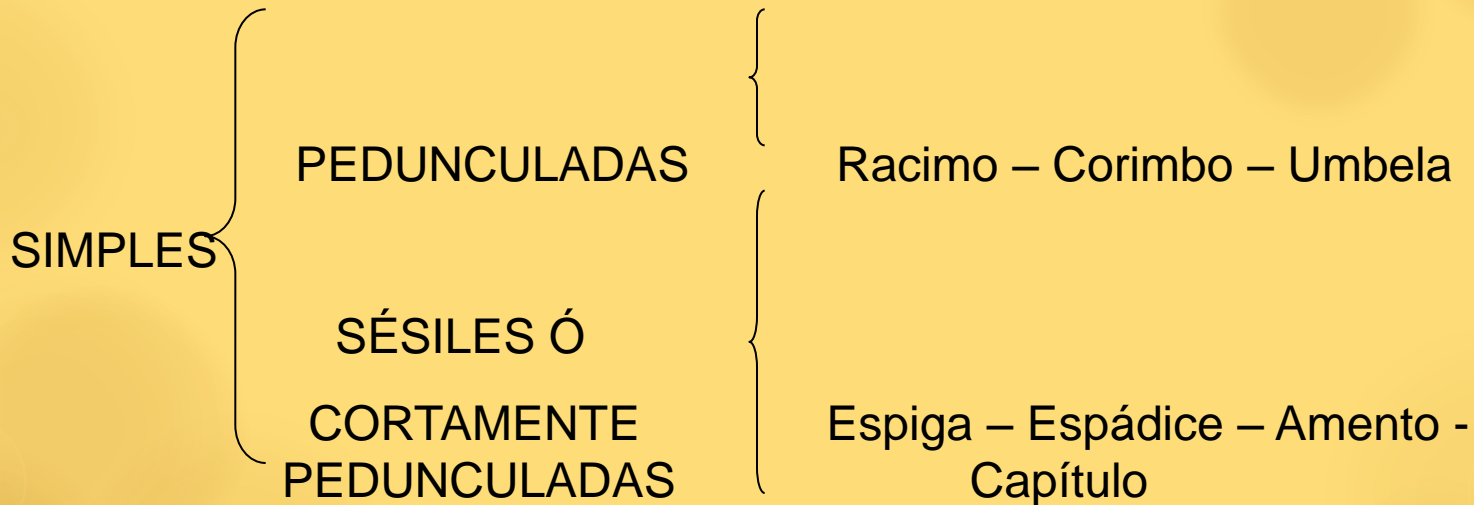 PEDUNCULADAS
Racimo – Corimbo – Umbela
SIMPLES
SÉSILES Ó
CORTAMENTE
PEDUNCULADAS
Espiga – Espádice – Amento -
Capítulo